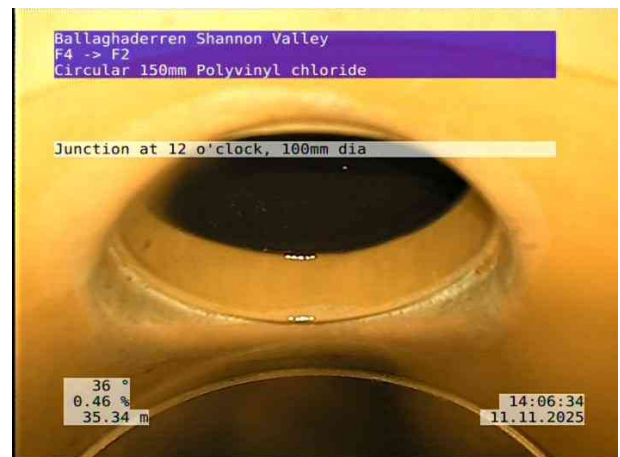 Ballaghaderren Shannon Valley
F4 -> F2
Circular 150mm Polyvinyl chloride
Junction at 12 o'clock, 100mm dia
36 °
0.46 %
35.34 m
14:06:34
11.11.2025